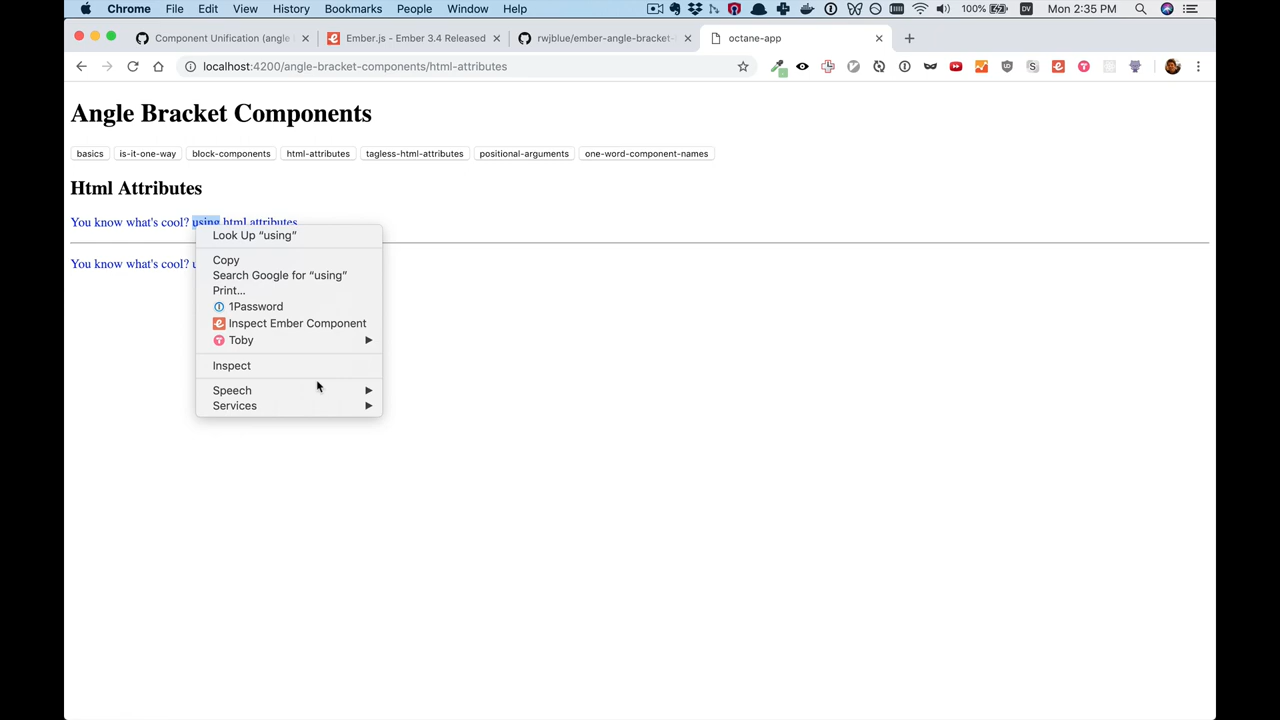 Chrome File Edit View History Bookmarks People Window Help 100% DV Mon 2:35 PM
Component Unification (angle Ember.js - Ember 3.4 Released rwjblue/ember-angle-bracket- octane-app
localhost:4200/angle-bracket-components/html-attributes
Angle Bracket Components
basics is-it-one-way block-components html-attributes tagless-html-attributes positional-arguments one-word-component-names
Html Attributes
You know what's cool? using html attributes
You know what's cool? u
Look Up “using”
Copy
Search Google for “using”
Print...
1Password
Inspect Ember Component
Toby
Inspect
Speech
Services